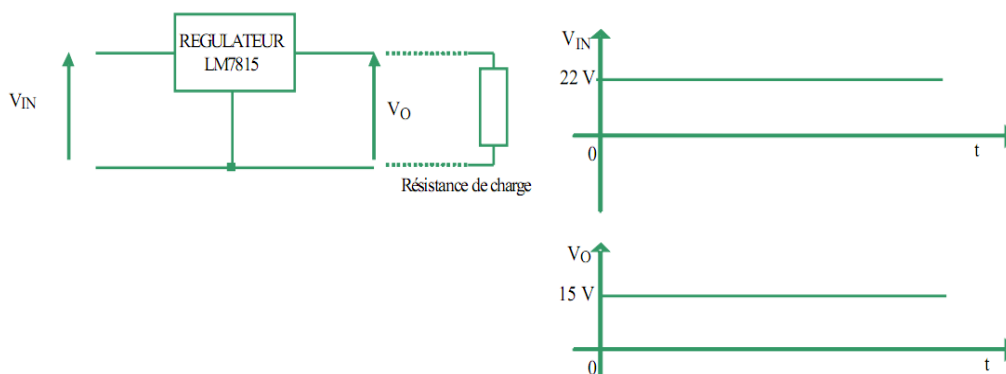 REGULATEUR
LM7815
VIN
VO
Résistance de charge
VIN
22 V
0
t
VO
15 V
0
t